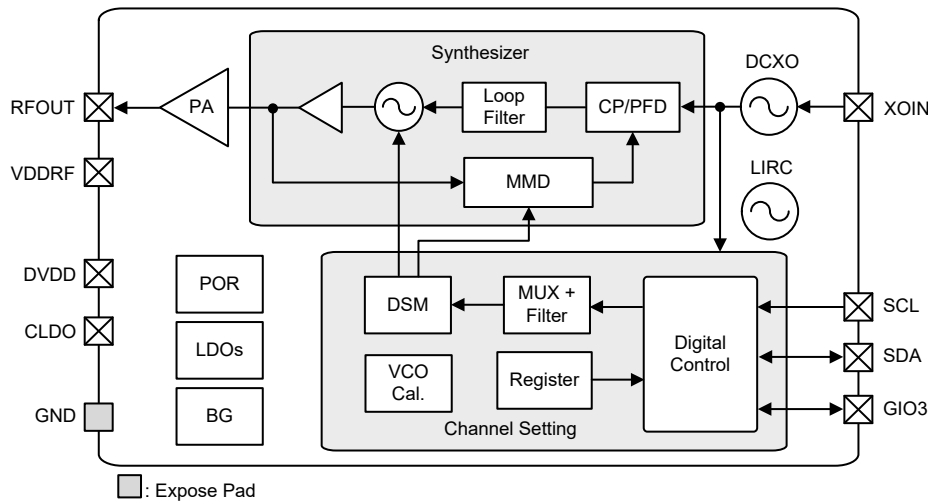 Synthesizer
DCXO
RFOUT
PA
Loop
Filter
CP/PFD
XOIN
VDDRF
MMD
LIRC
DVDD
POR
DSM
MUX +
Filter
SCL
CLDO
LDOs
Digital
Control
SDA
VCO
Cal.
Register
GND
BG
GIO3
Channel Setting
: Expose Pad